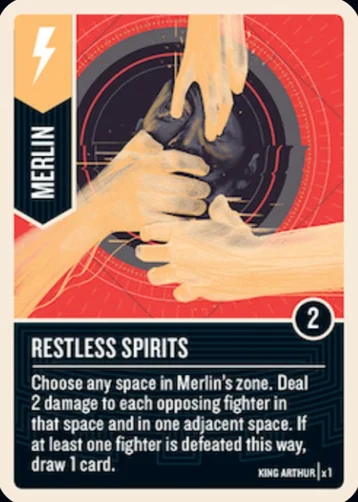 MERLIN
2
RESTLESS SPIRITS
Choose any space in Merlin's zone. Deal
2 damage to each opposing fighter in
that space and in one adjacent space. If
at least one fighter is defeated this way,
draw 1 card.
KING ARTHUR | x1